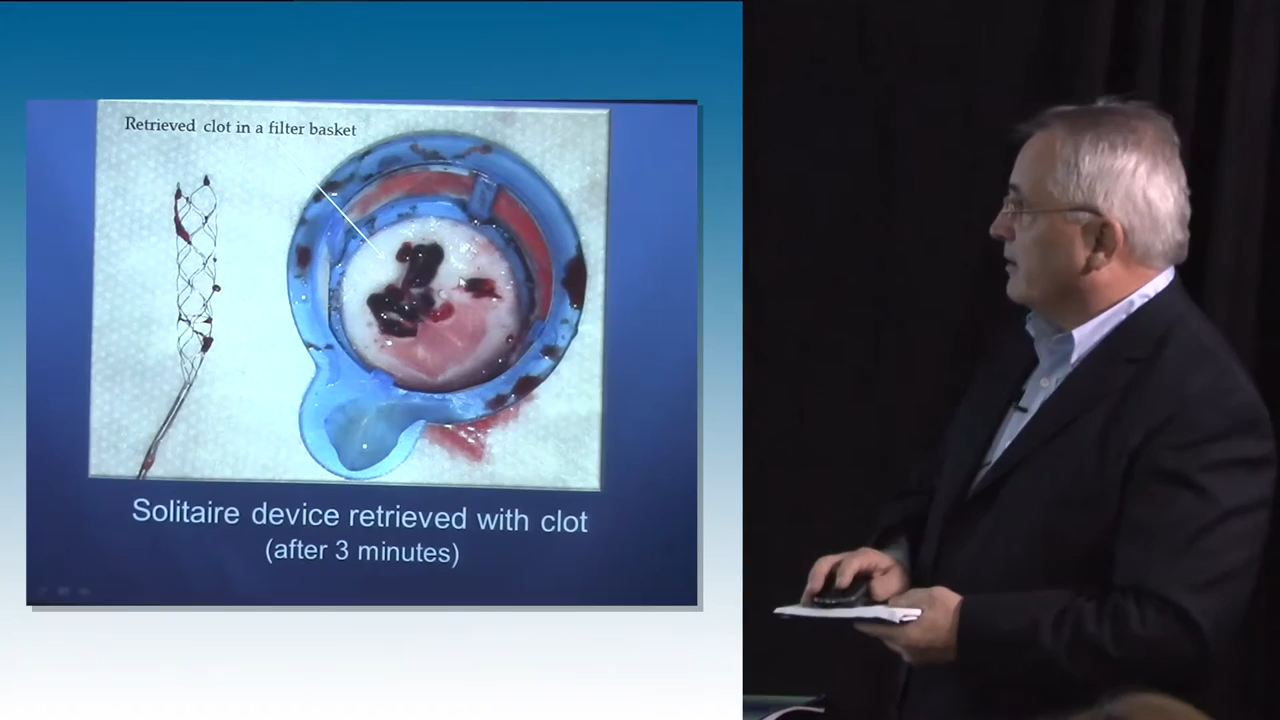 Retrieved clot in a filter basket
Solitaire device retrieved with clot
(after 3 minutes)